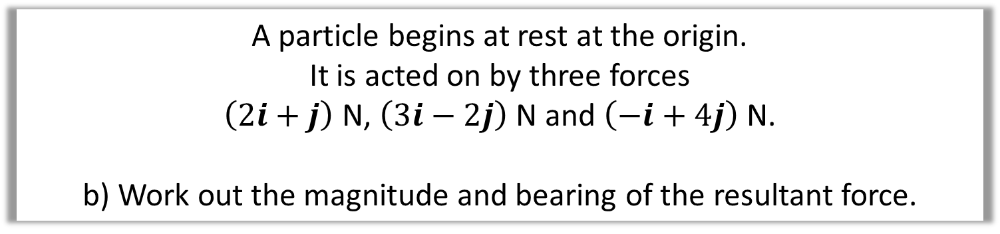 A particle begins at rest at the origin.
It is acted on by three forces
(2𝒊 + 𝒋) N, (3𝒊 − 2𝒋) N and (−𝒊 + 4𝒋) N.
b) Work out the magnitude and bearing of the resultant force.